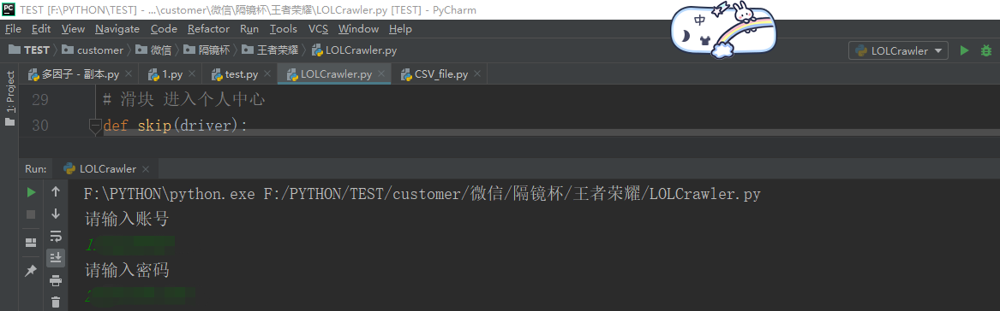 TEST [F:\PYTHON\TEST] - ...\customer\微信\隔镜杯\王者荣耀\LOLCrawler.py [TEST] - PyCharm
中
File Edit View Navigate Code Refactor Run Tools VCS Window Help
TEST customer 微信 隔镜杯 王者荣耀 LOLCrawler.py LOLCrawler
多因子 - 副本.py 1.py test.py LOLCrawler.py CSV_file.py
1: Project
29 # 滑块 进入个人中心
30 def skip(driver):
Run: LOLCrawler
F:\PYTHON\python.exe F:/PYTHON/TEST/customer/微信/隔镜杯/王者荣耀/LOLCrawler.py
请输入账号
请输入密码